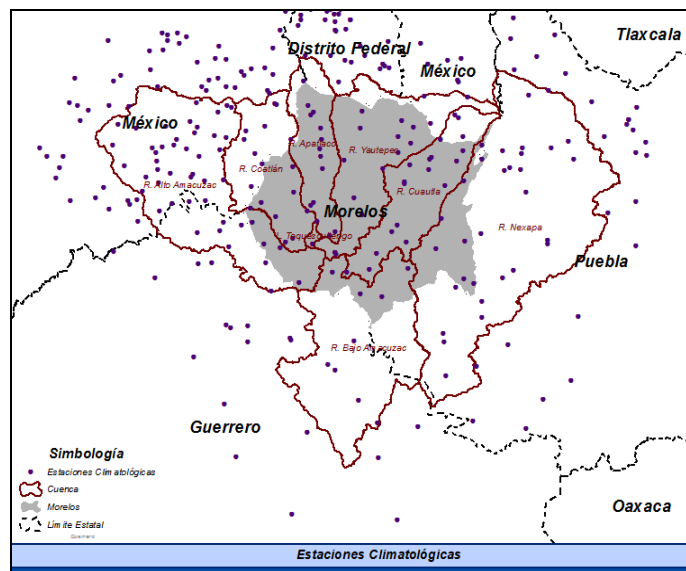 Tlaxcala
Distrito Federal
México
México
R. Apatlaco
R. Yautepec
R. Coatlán
R. Alto Amacuzac
R. Cuautla
Morelos
R. Nexapa
Puebla
R. Bajo Amacuzac
Guerrero
Simbología
Estaciones Climatológicas
Cuenca
Morelos
Límite Estatal
Guerrero
Oaxaca
Estaciones Climatológicas